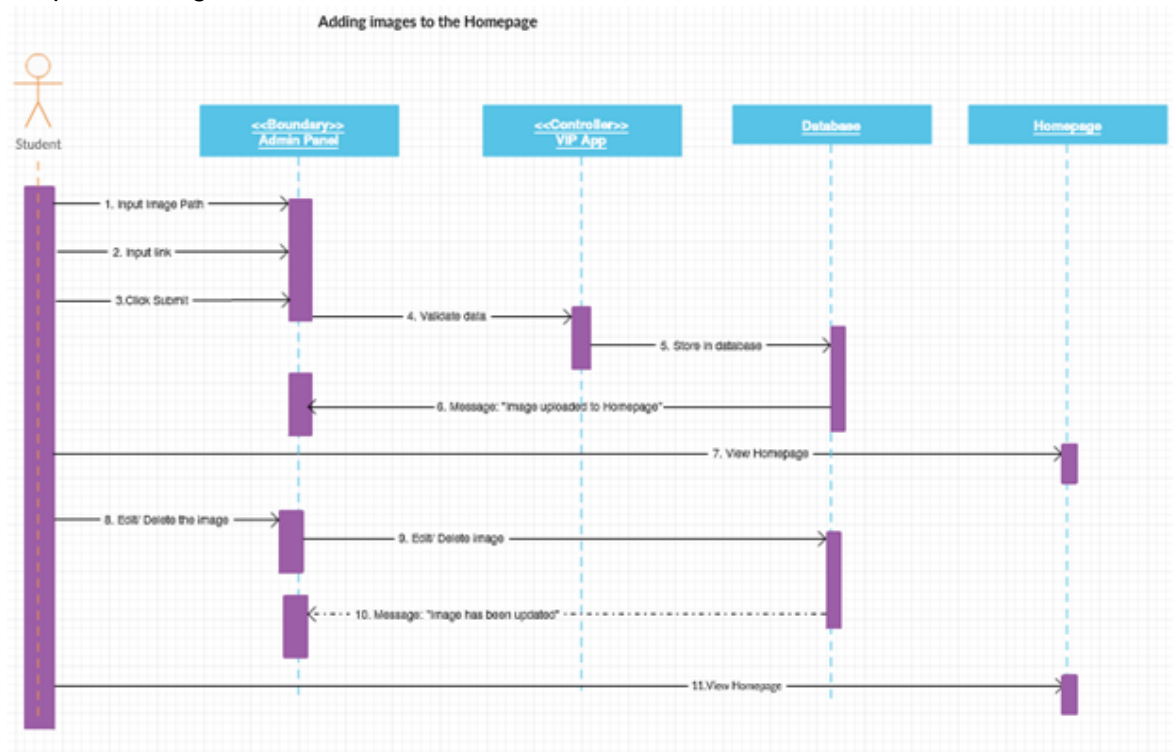 Adding images to the Homepage
Student
<<Boundary>>
Admin Panel
<<Controller>>
VIP App
Database
Homepage
1. Input Image Path
2. Input link
3.Click Submit
4. Validate data
5. Store in database
6. Message: "Image uploaded to Homepage"
7. View Homepage
8. Edit/ Delete the image
9. Edit/ Delete image
10. Message: "Image has been updated"
11.View Homepage